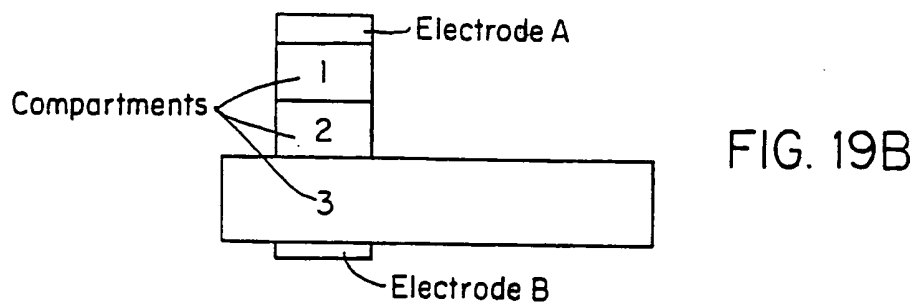 Electrode A
1
Compartments
2
FIG. 19B
3
Electrode B